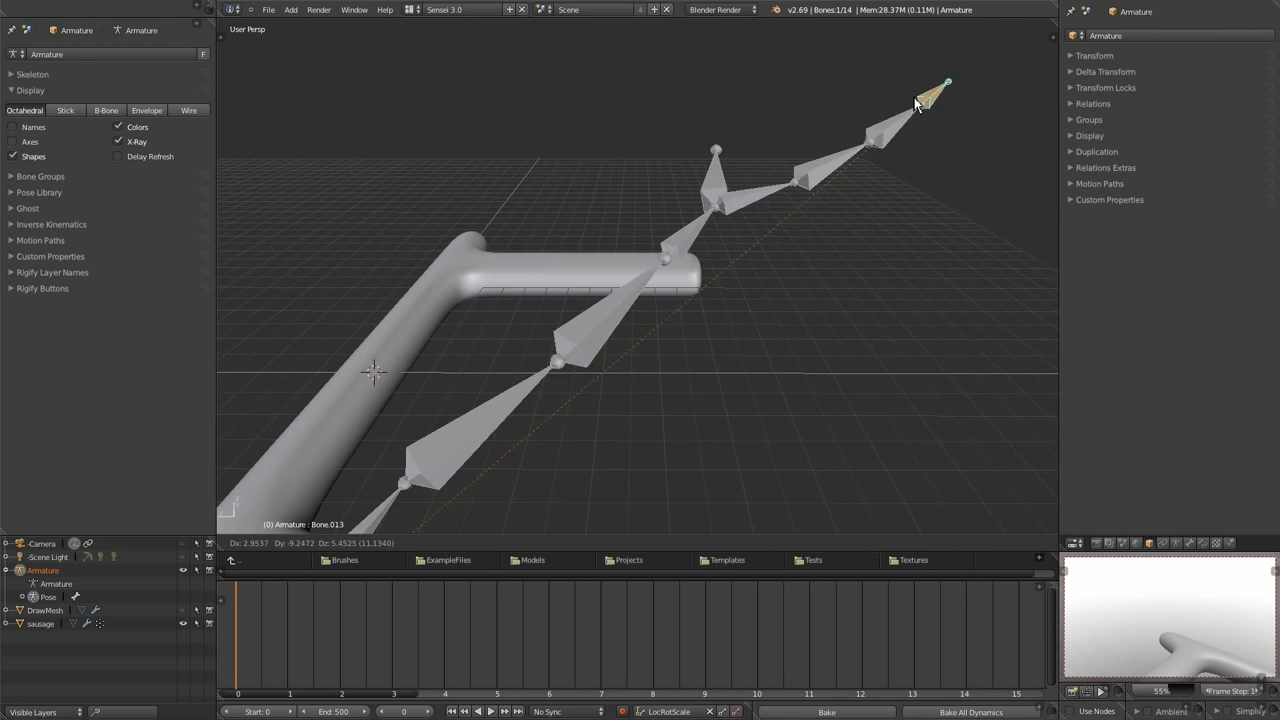 File Add Render Window Help Sensei 3.0 Scene 4 Blender Render v2.69 | Bones:1/14 | Mem:28.37M (0.11M) | Armature
Armature Armature
Armature F
Skeleton
Display
Octahedral Stick B-Bone Envelope Wire
Names Colors
Axes X-Ray
Shapes Delay Refresh
Bone Groups
Pose Library
Ghost
Inverse Kinematics
Motion Paths
Custom Properties
Rigify Layer Names
Rigify Buttons
User Persp
(0) Armature : Bone.013
Dx: 2.9537 Dy: -9.2472 Dz: 5.4525 (11.1340)
Armature
Armature
Transform
Delta Transform
Transform Locks
Relations
Groups
Display
Duplication
Relations Extras
Motion Paths
Custom Properties
Camera
Scene Light
Armature
Armature
Pose
DrawMesh
sausage
Visible Layers
.. Brushes ExampleFiles Models Projects Templates Tests Textures
0 1 2 3 4 5 6 7 8 9 10 11 12 13 14 15
Start: 0 End: 500 0 No Sync LocRotScale Bake Bake All Dynamics
55% Frame Step: 1
Use Nodes Ambient Simplify